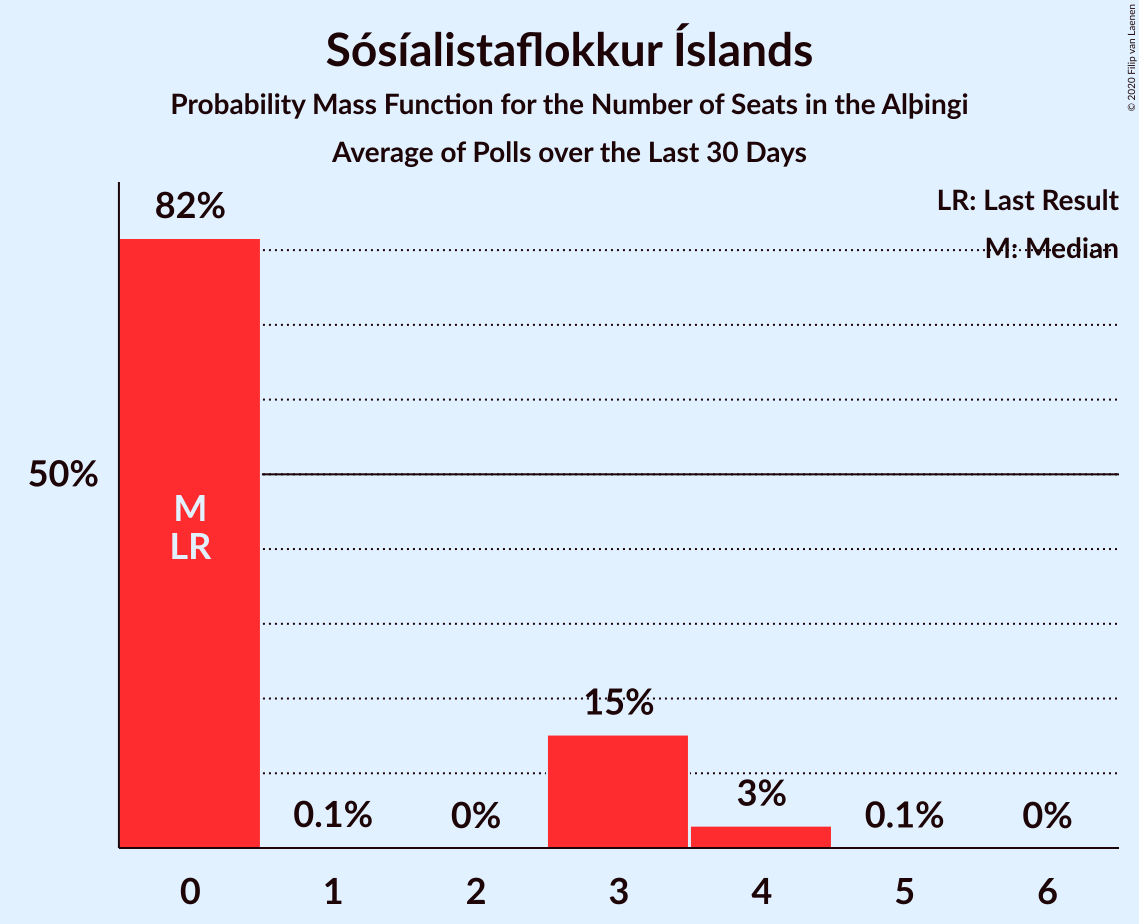 Sósíalistaflokkur Íslands
Probability Mass Function for the Number of Seats in the Alþingi
Average of Polls over the Last 30 Days
© 2020 Filip van Laenen
LR: Last Result
M: Median
82%
50%
M
LR
15%
3%
0.1%
0%
0.1%
0%
0 1 2 3 4 5 6